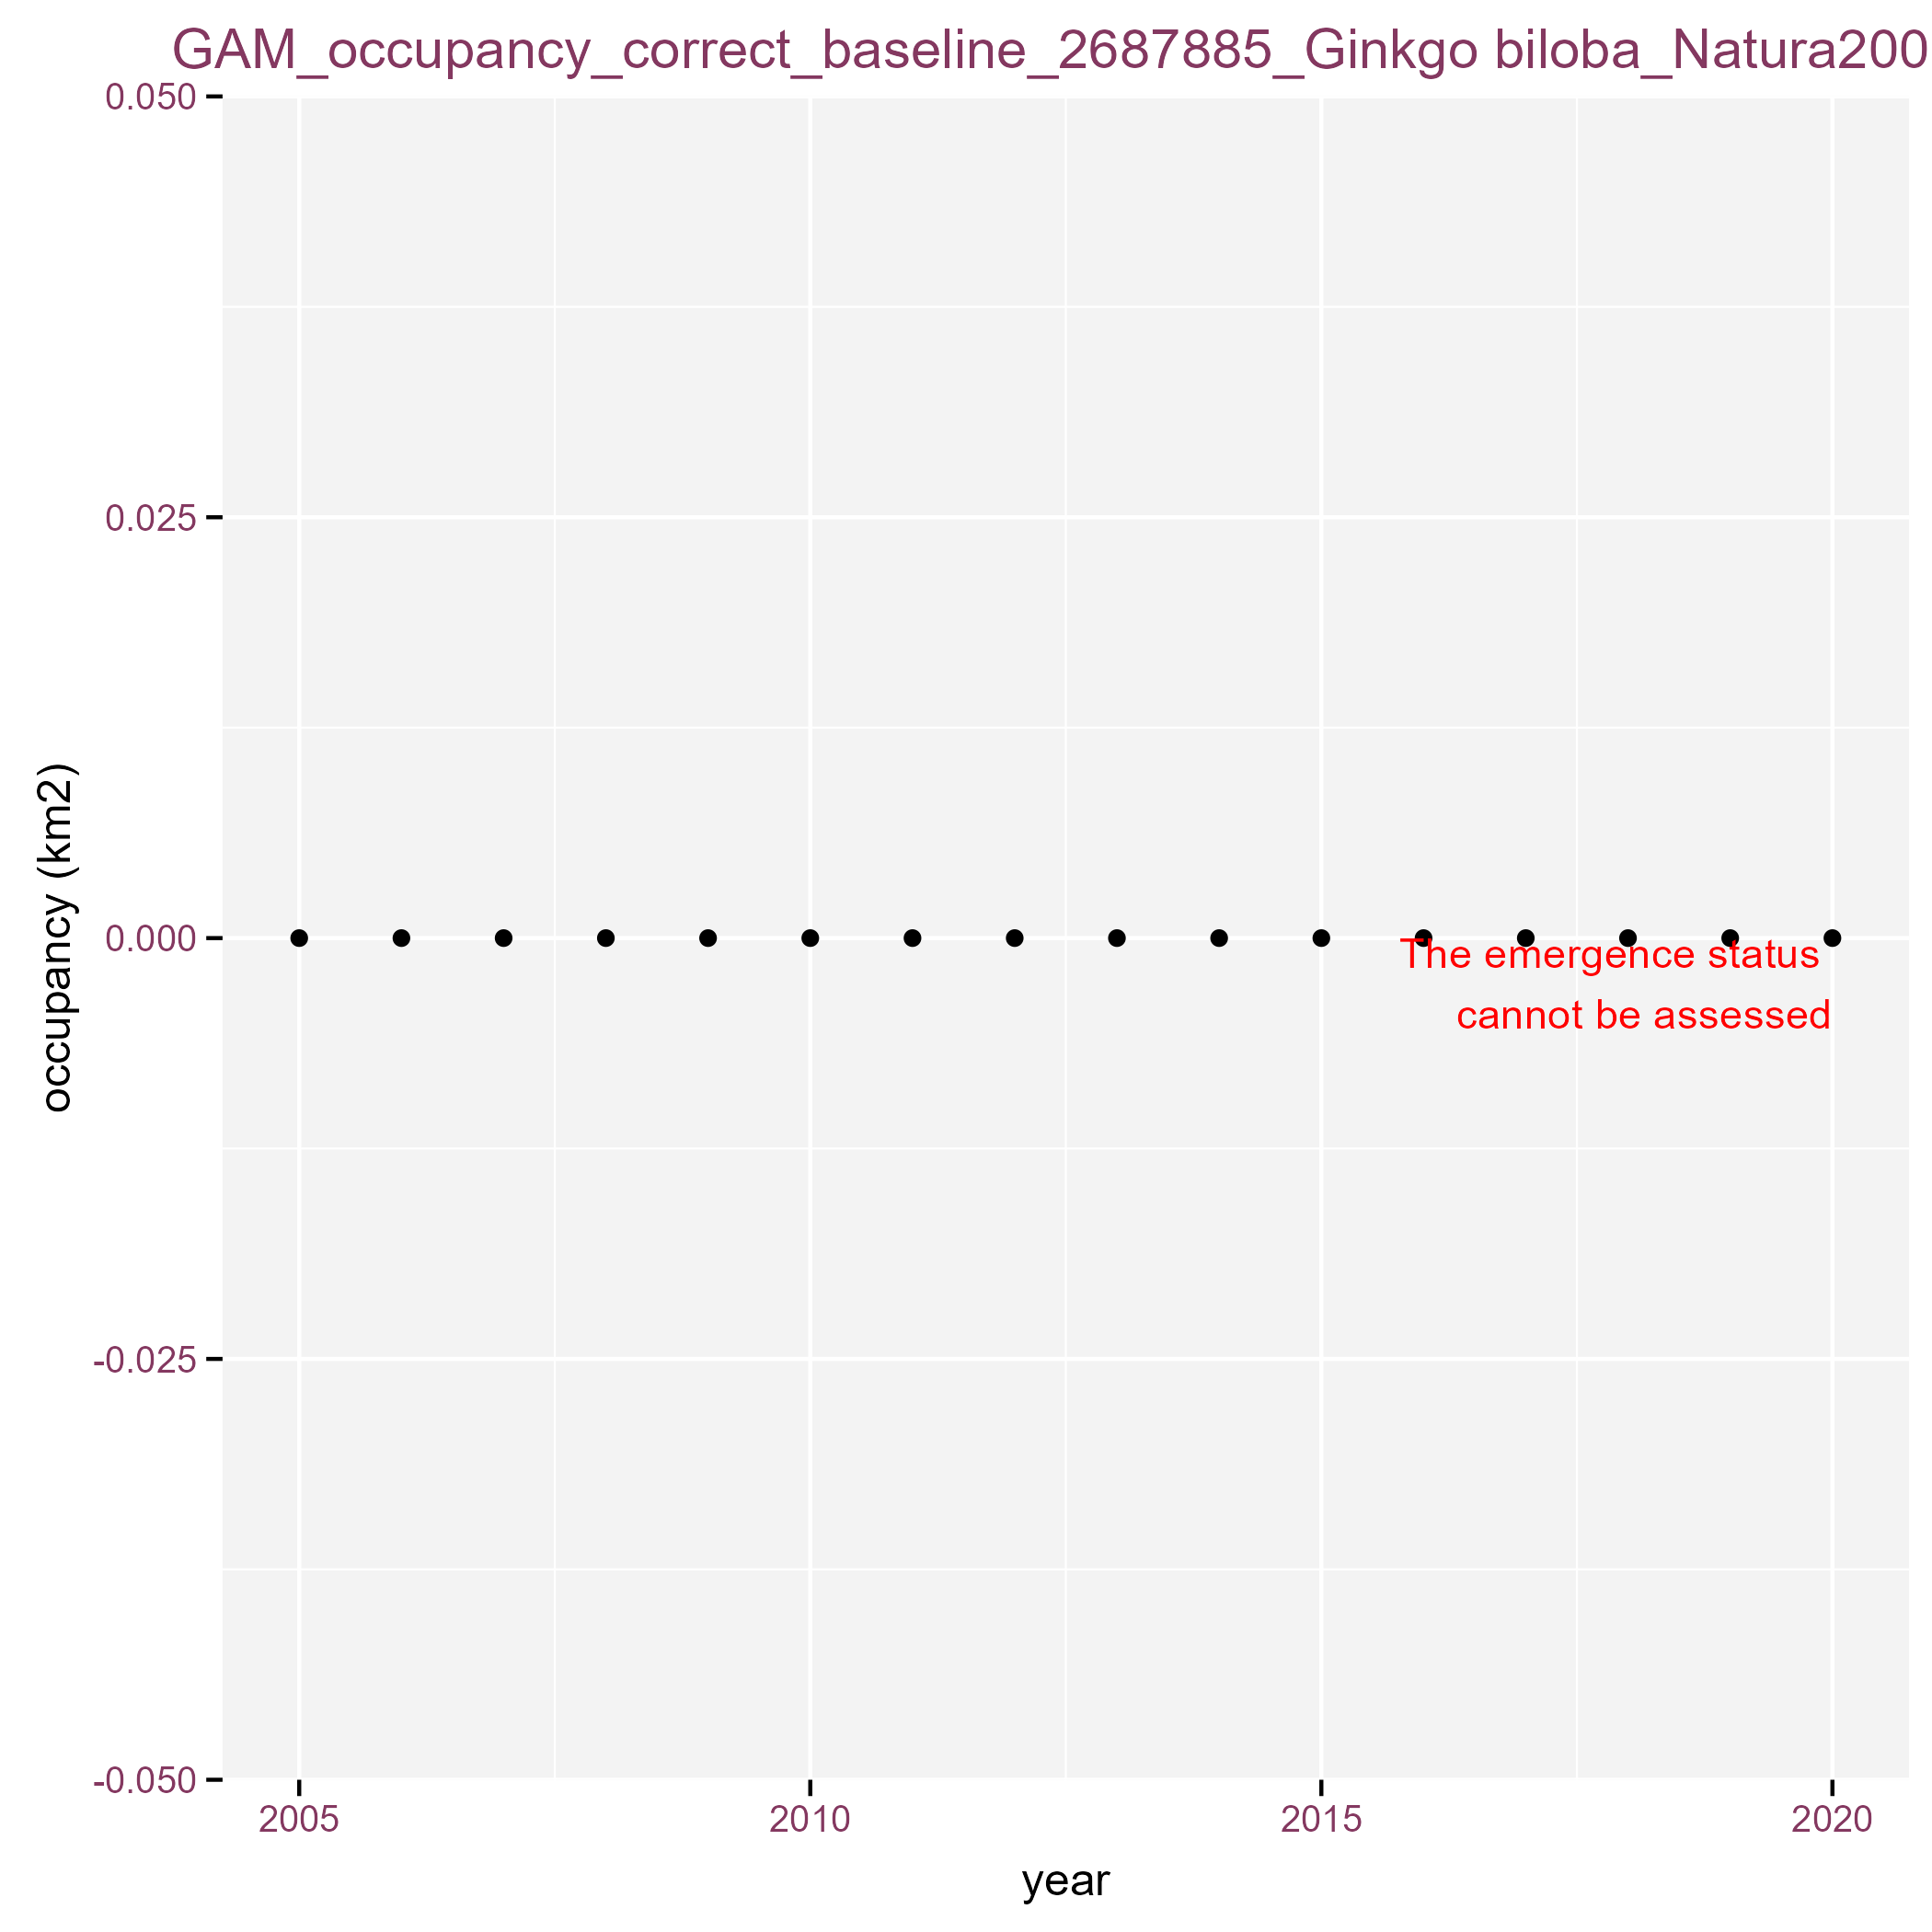 GAM_occupancy_correct_baseline_2687885_Ginkgo biloba_Natura200
0.050
0.025
0.000
-0.025
-0.050
occupancy (km2)
The emergence status
cannot be assessed
2005 2010 2015 2020
year